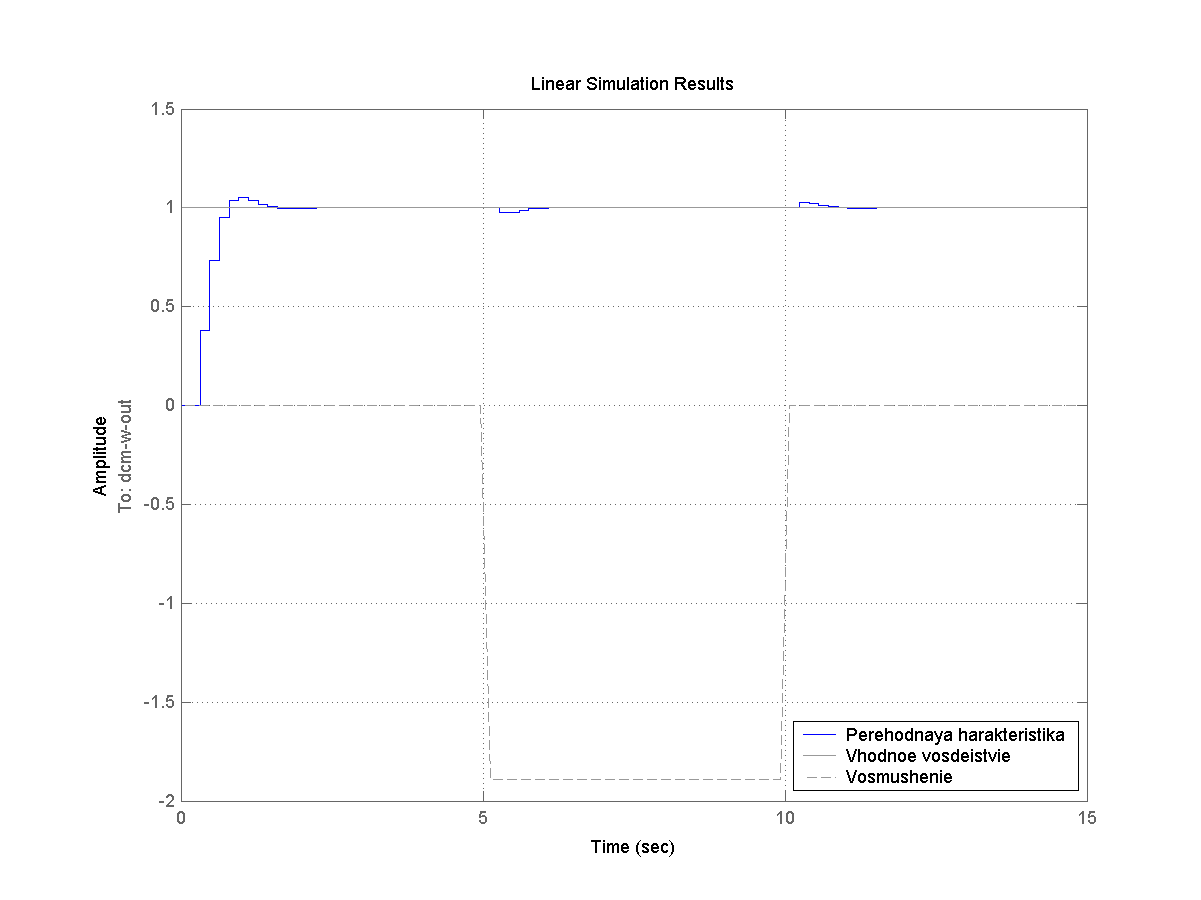 Linear Simulation Results
1.5
1
0.5
0
-0.5
-1
-1.5
-2
Amplitude
To: dcm-w-out
0
5
10
15
Time (sec)
Perehodnaya harakteristika
Vhodnoe vosdeistvie
Vosmushenie